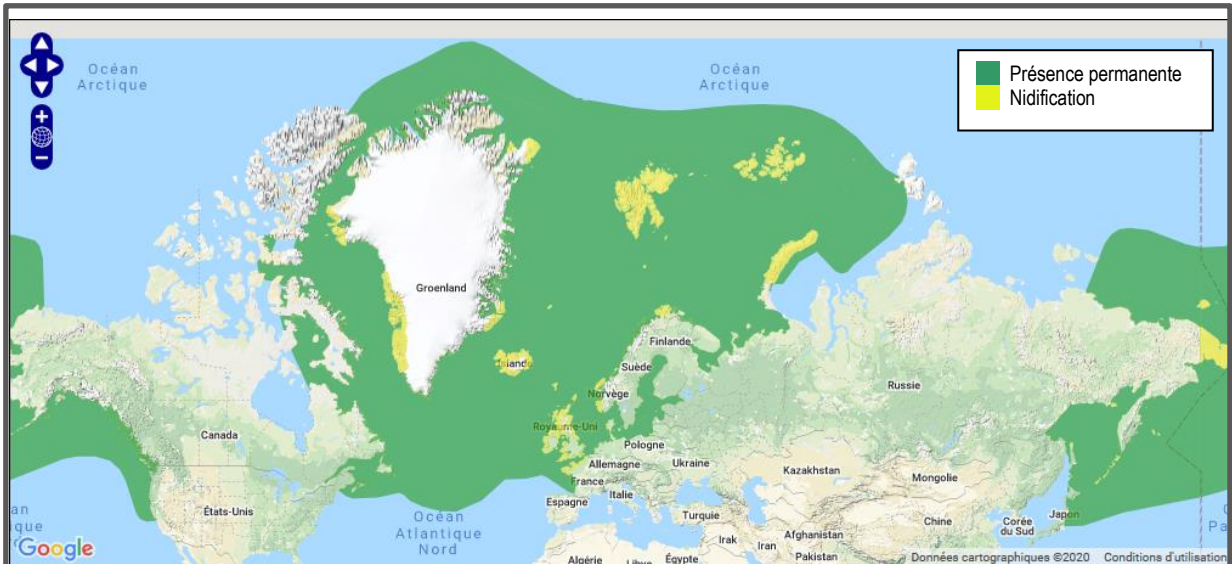 Océan
Arctique
Océan
Arctique
Présence permanente
Nidification
Groenland
Islande
Finlande
Suède
Norvège
Russie
Royaume-Uni
Canada
Pologne
Allemagne
Ukraine
France
Kazakhstan
Mongolie
Espagne
Italie
États-Unis
Océan
Atlantique
Nord
Turquie
Chine
Corée
du Sud
Japon
Afghanistan
Irak
Iran
Pakistan
Algérie
Égypte
Google
Données cartographiques ©2020
Conditions d'utilisation